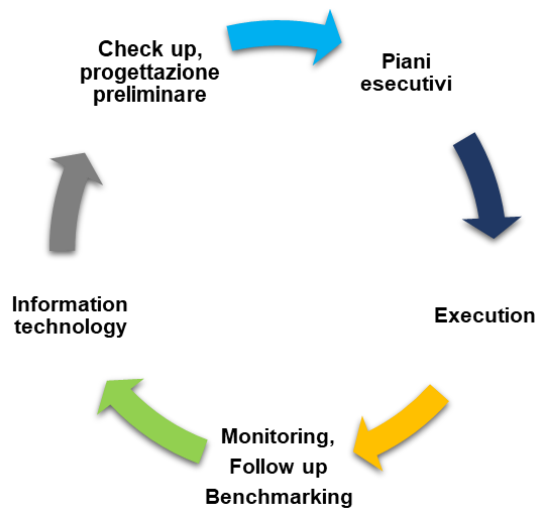 Check up,
progettazione
preliminare
Piani
esecutivi
Execution
Monitoring,
Follow up
Benchmarking
Information
technology